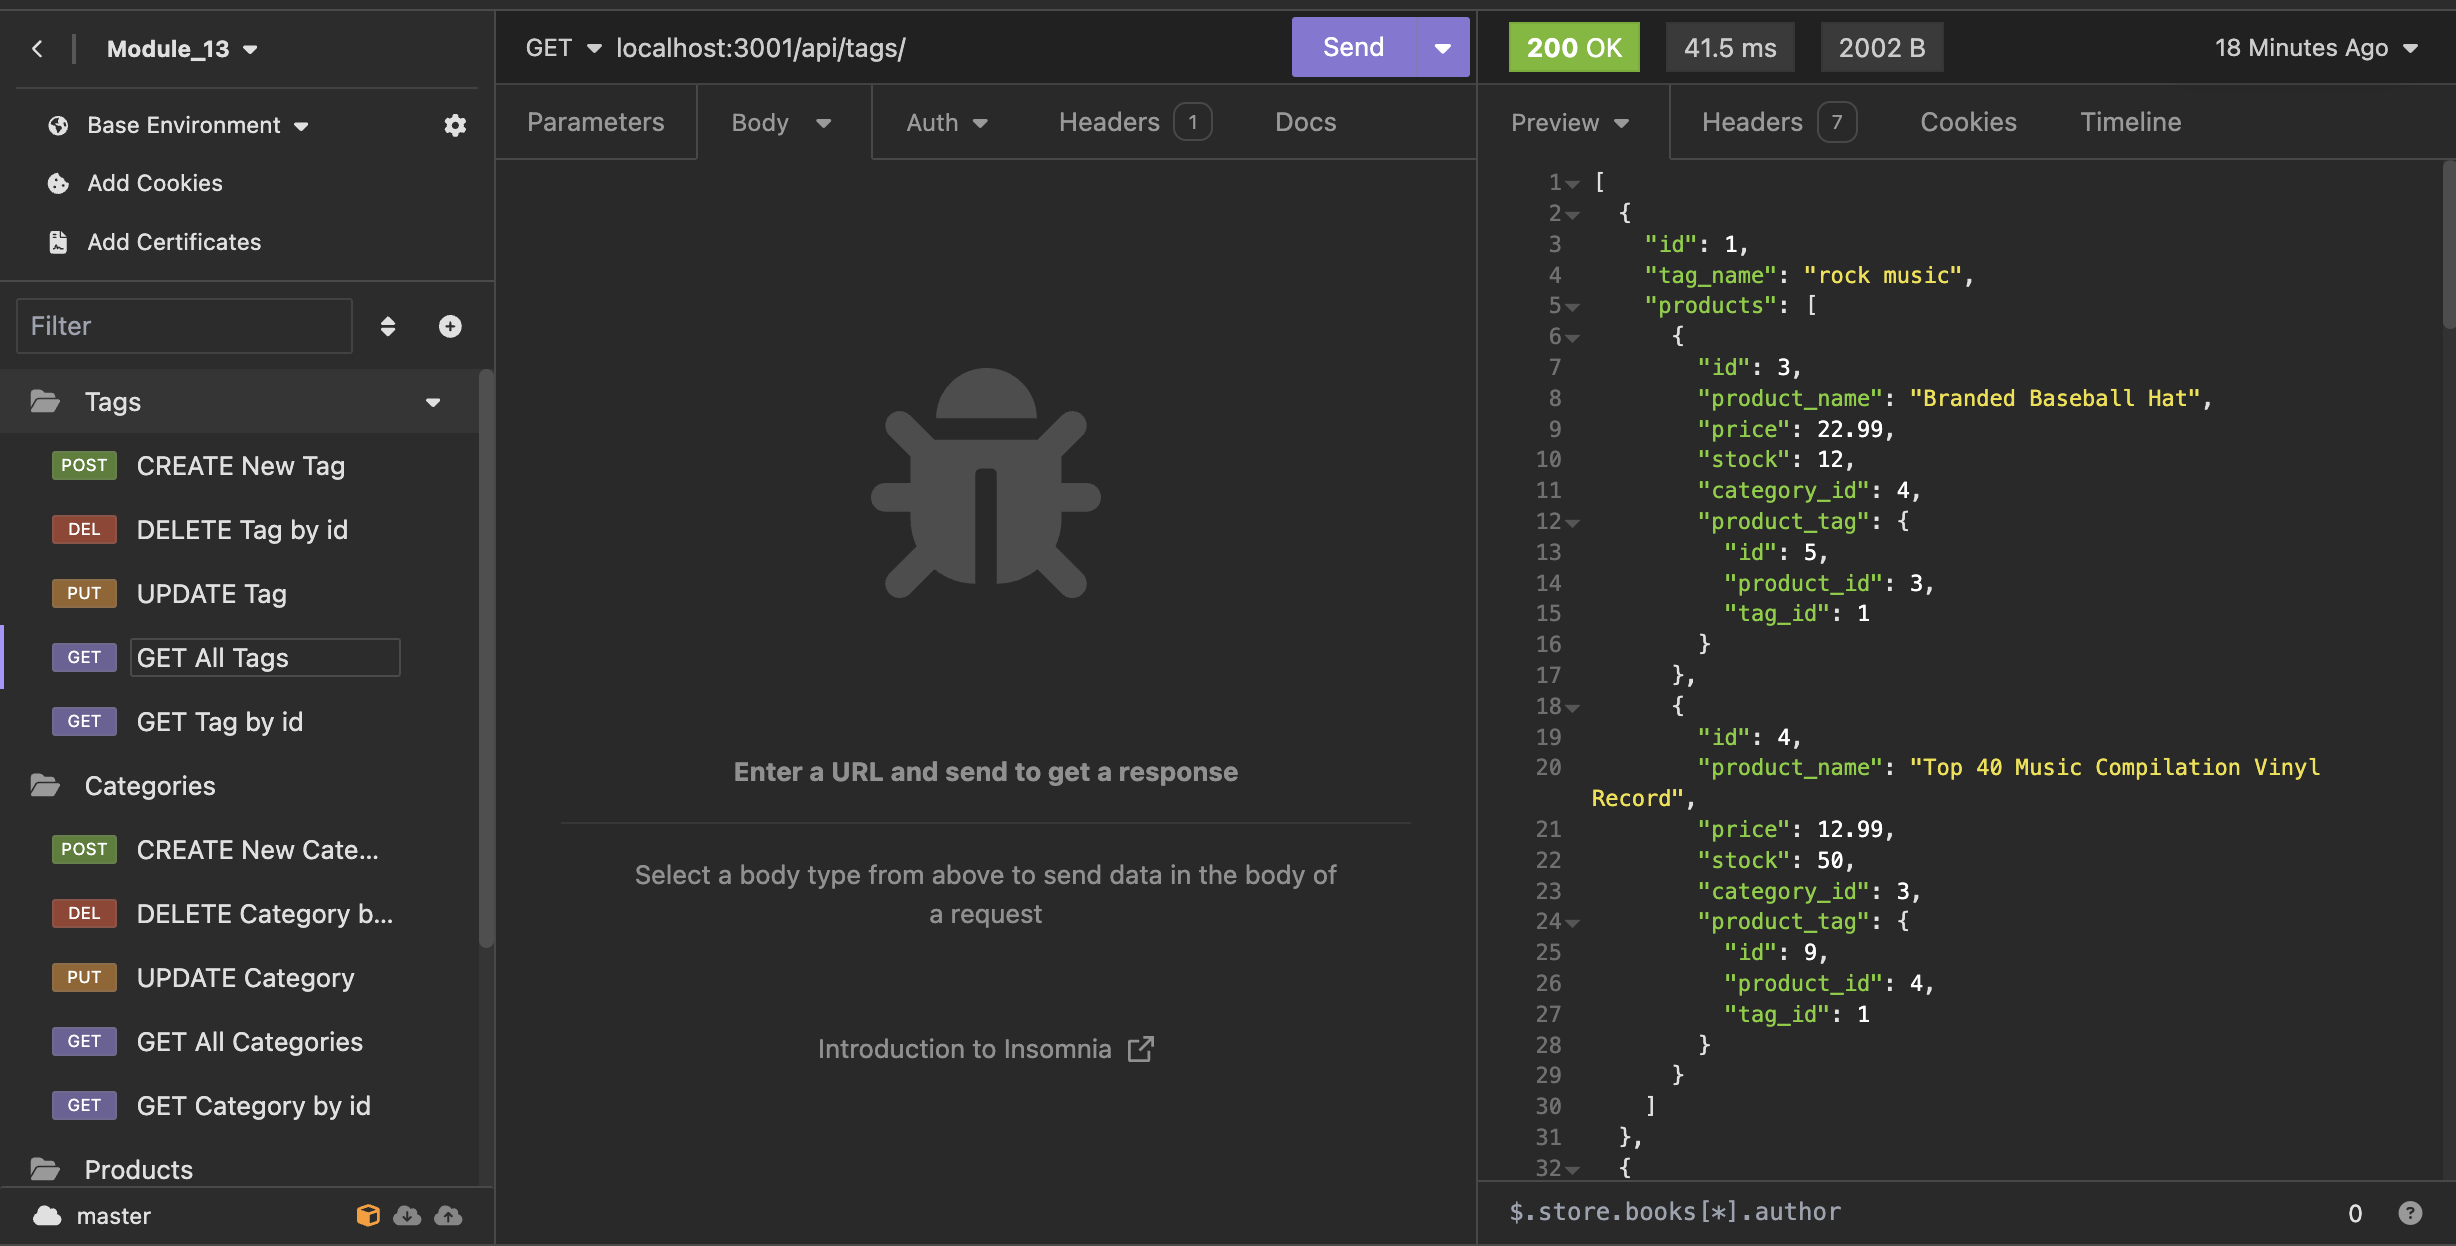 Module_13
Base Environment
Add Cookies
Add Certificates
Filter
Tags
POST CREATE New Tag
DEL DELETE Tag by id
PUT UPDATE Tag
GET GET All Tags
GET GET Tag by id
Categories
POST CREATE New Cate...
DEL DELETE Category b...
PUT UPDATE Category
GET GET All Categories
GET GET Category by id
Products
master
GET localhost:3001/api/tags/ Send
Parameters Body Auth Headers 1 Docs
Enter a URL and send to get a response
Select a body type from above to send data in the body of
a request
Introduction to Insomnia
200 OK 41.5 ms 2002 B 18 Minutes Ago
Preview Headers 7 Cookies Timeline
1 [
2 {
3 "id": 1,
4 "tag_name": "rock music",
5 "products": [
6 {
7 "id": 3,
8 "product_name": "Branded Baseball Hat",
9 "price": 22.99,
10 "stock": 12,
11 "category_id": 4,
12 "product_tag": {
13 "id": 5,
14 "product_id": 3,
15 "tag_id": 1
16 }
17 },
18 {
19 "id": 4,
20 "product_name": "Top 40 Music Compilation Vinyl
Record",
21 "price": 12.99,
22 "stock": 50,
23 "category_id": 3,
24 "product_tag": {
25 "id": 9,
26 "product_id": 4,
27 "tag_id": 1
28 }
29 }
30 ]
31 },
32 {
$.store.books[*].author 0 ?